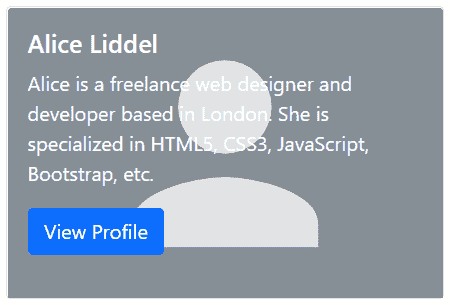 Alice Liddel
Alice is a freelance web designer and
developer based in London. She is
specialized in HTML5, CSS3, JavaScript,
Bootstrap, etc.
View Profile